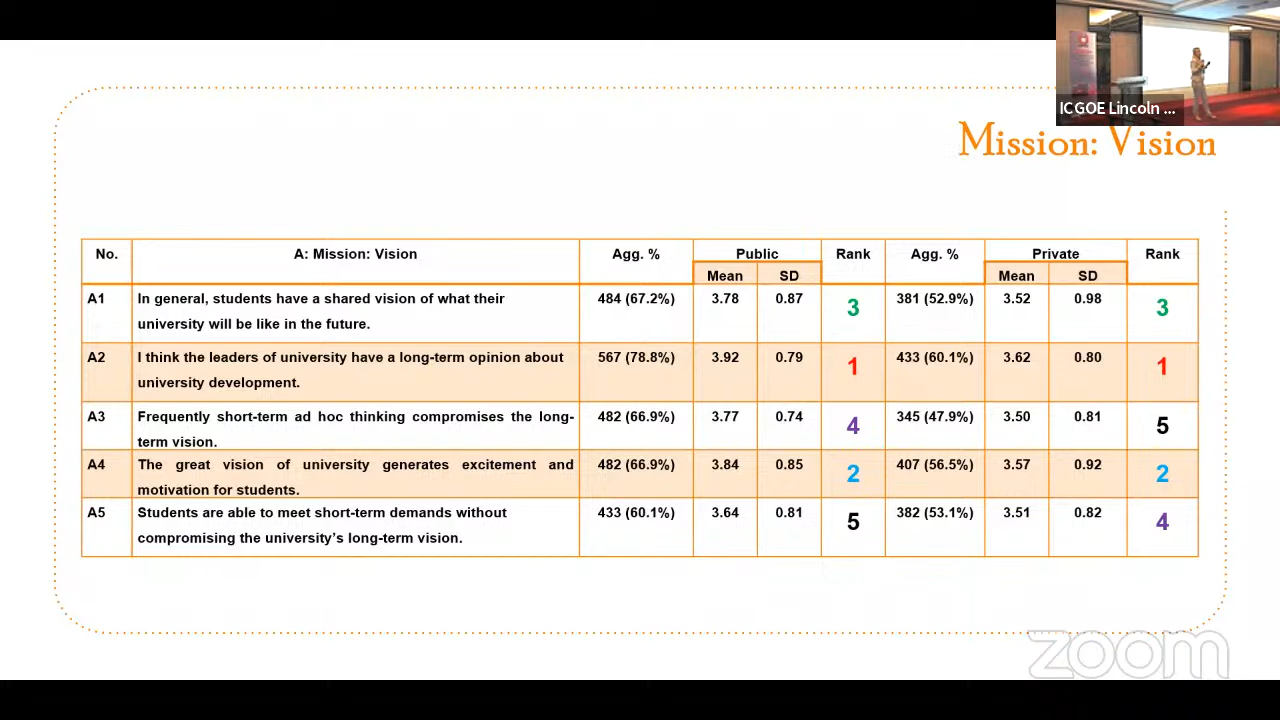 ICGOE Lincoln ...
Mission: Vision
No. A: Mission: Vision Agg. % Public Rank Agg. % Private Rank
Mean SD Mean SD
A1 In general, students have a shared vision of what their 484 (67.2%) 3.78 0.87 3 381 (52.9%) 3.52 0.98 3
university will be like in the future.
A2 I think the leaders of university have a long-term opinion about 567 (78.8%) 3.92 0.79 1 433 (60.1%) 3.62 0.80 1
university development.
A3 Frequently short-term ad hoc thinking compromises the long- 482 (66.9%) 3.77 0.74 4 345 (47.9%) 3.50 0.81 5
term vision.
A4 The great vision of university generates excitement and 482 (66.9%) 3.84 0.85 2 407 (56.5%) 3.57 0.92 2
motivation for students.
A5 Students are able to meet short-term demands without 433 (60.1%) 3.64 0.81 5 382 (53.1%) 3.51 0.82 4
compromising the university’s long-term vision.
zoom